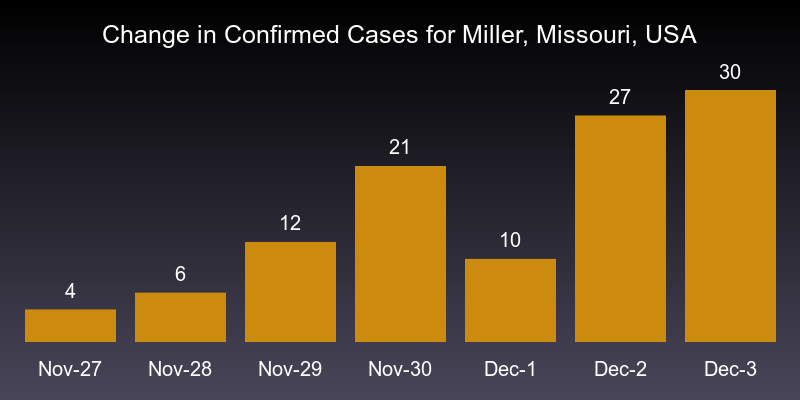 Change in Confirmed Cases for Miller, Missouri, USA
4
6
12
21
10
27
30
Nov-27
Nov-28
Nov-29
Nov-30
Dec-1
Dec-2
Dec-3